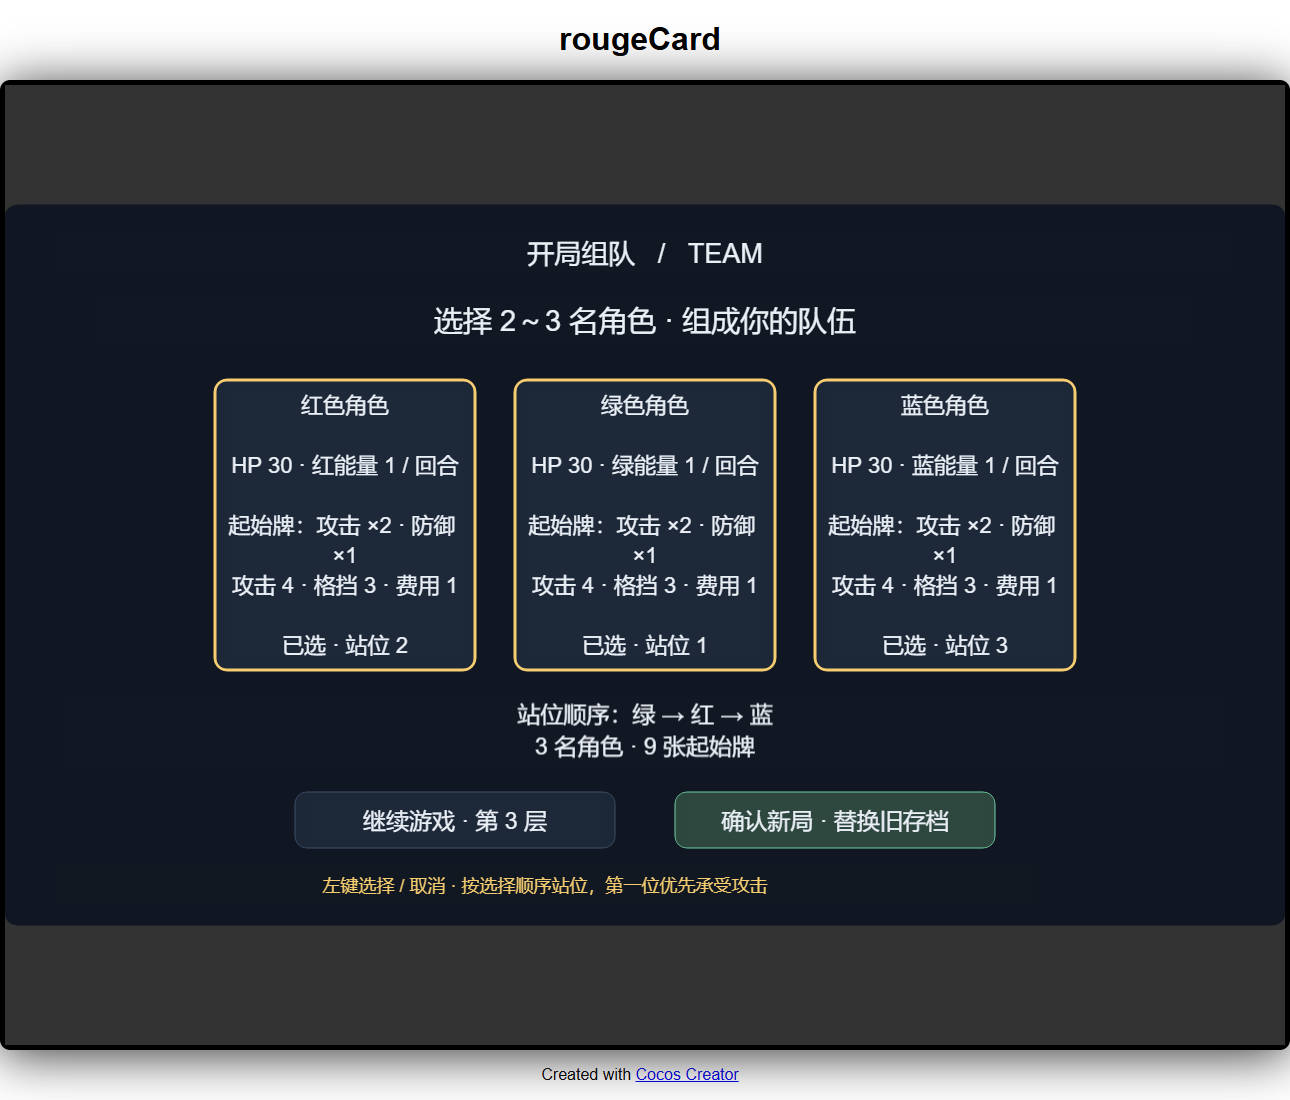 rougeCard
开局组队 / TEAM
选择 2～3 名角色 · 组成你的队伍
红色角色
HP 30 · 红能量 1 / 回合
起始牌：攻击 ×2 · 防御
×1
攻击 4 · 格挡 3 · 费用 1
已选 · 站位 2
绿色角色
HP 30 · 绿能量 1 / 回合
起始牌：攻击 ×2 · 防御
×1
攻击 4 · 格挡 3 · 费用 1
已选 · 站位 1
蓝色角色
HP 30 · 蓝能量 1 / 回合
起始牌：攻击 ×2 · 防御
×1
攻击 4 · 格挡 3 · 费用 1
已选 · 站位 3
站位顺序：绿 → 红 → 蓝
3 名角色 · 9 张起始牌
继续游戏 · 第 3 层
确认新局 · 替换旧存档
左键选择 / 取消 · 按选择顺序站位，第一位优先承受攻击
Created with Cocos Creator